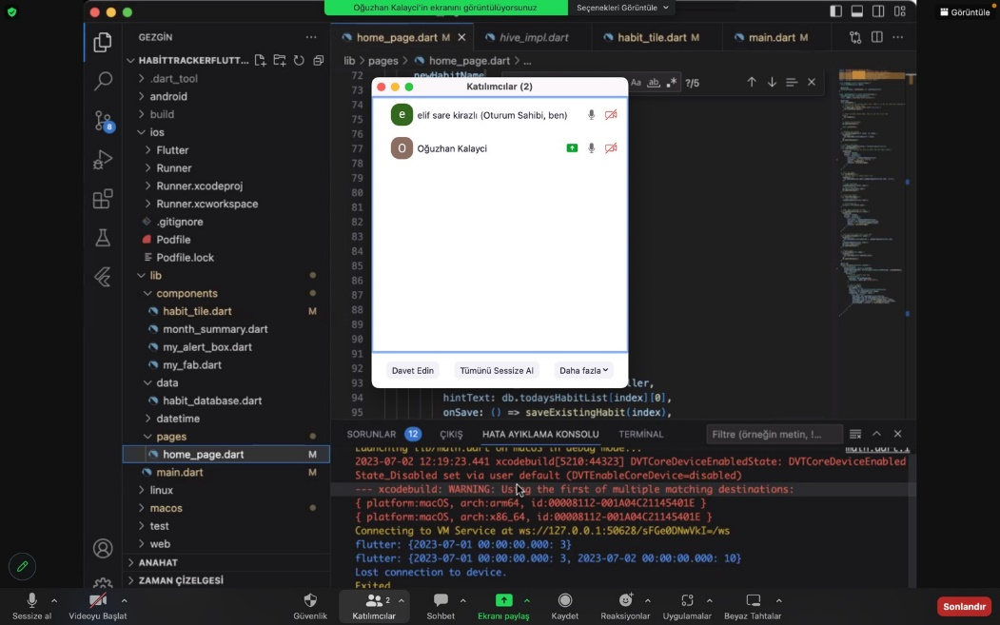 Oğuzhan Kalayci'in ekranını görüntülüyorsunuz
Seçenekleri Görüntüle
Görüntüle
GEZGİN
HABİTTRACKERFLUTT...
.dart_tool
android
build
ios
Flutter
Runner
Runner.xcodeproj
Runner.xcworkspace
.gitignore
Podfile
Podfile.lock
lib
components
habit_tile.dart M
month_summary.dart
my_alert_box.dart
my_fab.dart
data
habit_database.dart
datetime
pages
home_page.dart M
main.dart M
linux
macos
test
web
ANAHAT
ZAMAN ÇİZELGESİ
8
home_page.dart M
hive_impl.dart
habit_tile.dart M
main.dart M
lib > pages > home_page.dart > ...
72 newHabitName
73
74
75
76
77
78
79
80
81
82
83
84
85
86
87
88
89
90
91
92
93 ller,
94 hintText: db.todaysHabitList[index][0],
95 onSave: () => saveExistingHabit(index),
Aa ab .* ?/5
Katılımcılar (2)
e elif sare kirazlı (Oturum Sahibi, ben)
O Oğuzhan Kalayci
Davet Edin
Tümünü Sessize Al
Daha fazla
SORUNLAR 12
ÇIKIŞ
HATA AYIKLAMA KONSOLU
TERMİNAL
Filtre (örneğin metin, !...
Launching lib/main.dart on macOS in debug mode...
main.dart:1
2023-07-02 12:19:23.441 xcodebuild[5210:44323] DVTCoreDeviceEnabledState: DVTCoreDeviceEnabled
State_Disabled set via user default (DVTEnableCoreDevice=disabled)
--- xcodebuild: WARNING: Using the first of multiple matching destinations:
{ platform:macOS, arch:arm64, id:00008112-001A04C21145401E }
{ platform:macOS, arch:x86_64, id:00008112-001A04C21145401E }
Connecting to VM Service at ws://127.0.0.1:50628/sFGe0DNwVkI=/ws
flutter: {2023-07-01 00:00:00.000: 3}
flutter: {2023-07-01 00:00:00.000: 3, 2023-07-02 00:00:00.000: 10}
Lost connection to device.
Exited
Sessize al
Videoyu Başlat
Güvenlik
2
Katılımcılar
Sohbet
Ekranı paylaş
Kaydet
Reaksiyonlar
Uygulamalar
Beyaz Tahtalar
Sonlandır